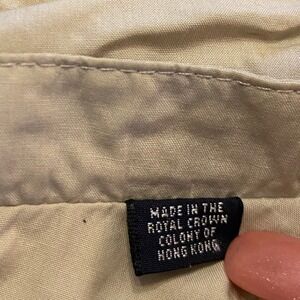 MADE IN THE
ROYAL CROWN
COLONY OF
HONG KONG